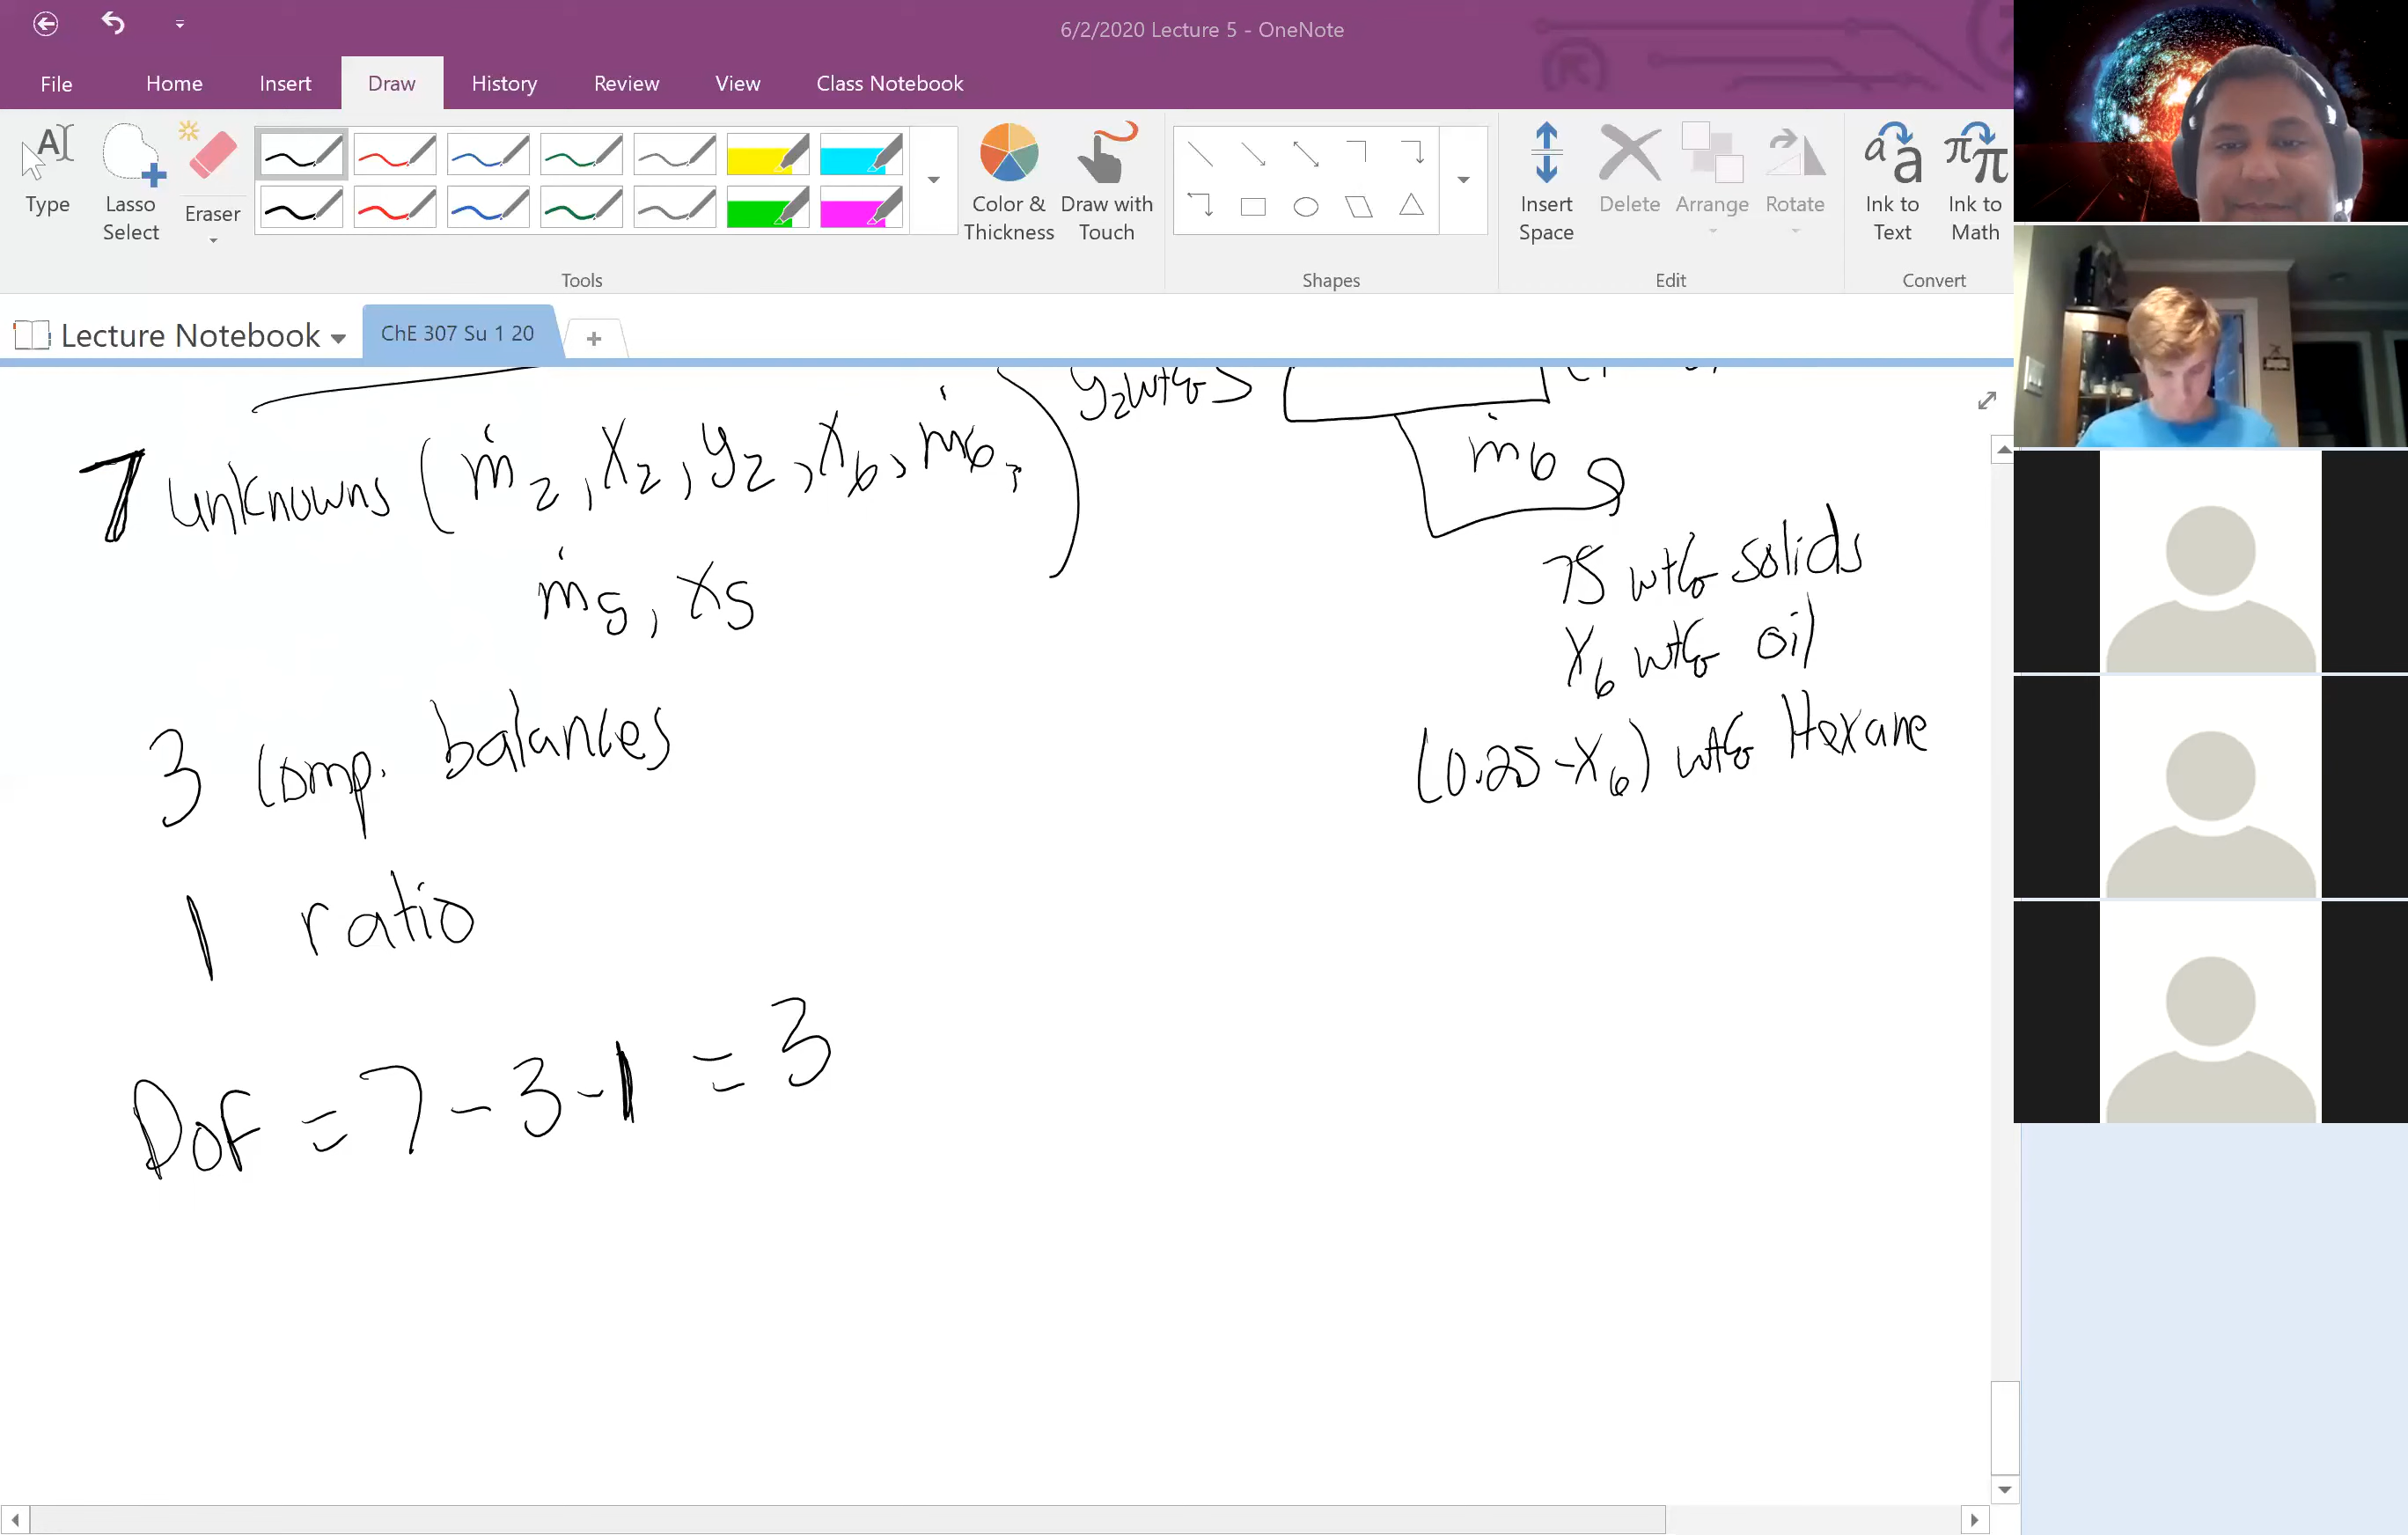 6/2/2020 Lecture 5 - OneNote
File Home Insert Draw History Review View Class Notebook
Type
Lasso Select
Eraser
Color & Thickness
Draw with Touch
Insert Space
Delete
Arrange
Rotate
Ink to Text
Ink to Math
Tools
Shapes
Edit
Convert
Lecture Notebook
ChE 307 Su 1 20
y₂ wt% S
7 unknowns (ṁ₂, x₂, y₂, x₆, ṁ₆,
ṁ₅, x₅)
3 comp. balances
1 ratio
DOF = 7 - 3 - 1 = 3
ṁ₆
75 wt% solids
x₆ wt% oil
(0.25 - x₆) wt% Hexane